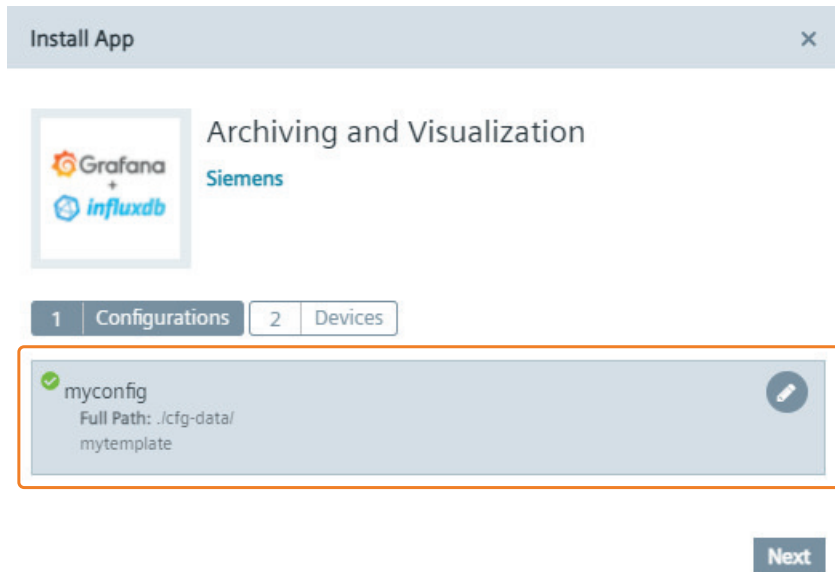 Install App
Archiving and Visualization
Grafana
+
influxdb
Siemens
1 Configurations 2 Devices
myconfig
Full Path: ./cfg-data/
mytemplate
Next